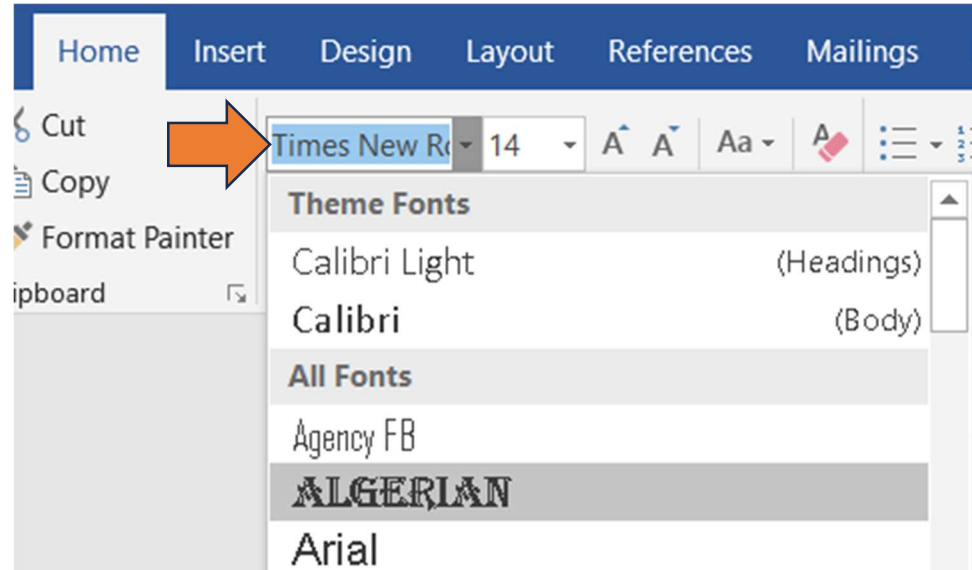 Home Insert Design Layout References Mailings
Cut
Times New Ro 14 A A Aa A
Copy
Format Painter
ipboard
Theme Fonts
Calibri Light (Headings)
Calibri (Body)
All Fonts
Agency FB
ALGERIAN
Arial